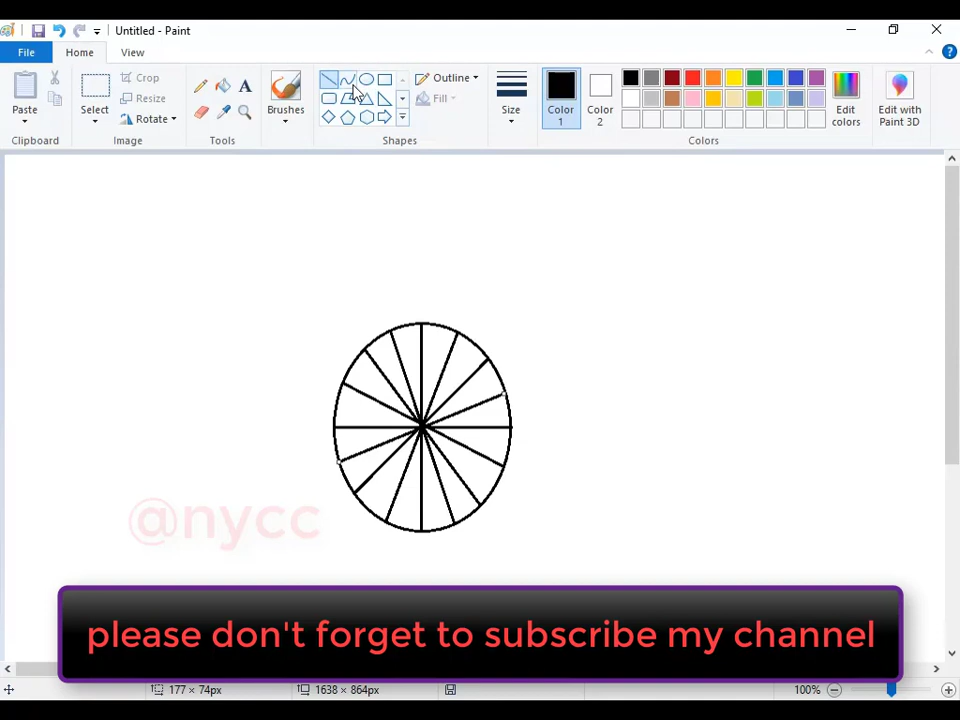 Untitled - Paint
File
Home
View
Paste
Clipboard
Select
Crop
Resize
Rotate
Image
A
Tools
Brushes
Outline
Fill
Shapes
Size
Color 1
Color 2
Colors
Edit colors
Edit with Paint 3D
@nycc
please don't forget to subscribe my channel
177 × 74px
1638 × 864px
100%